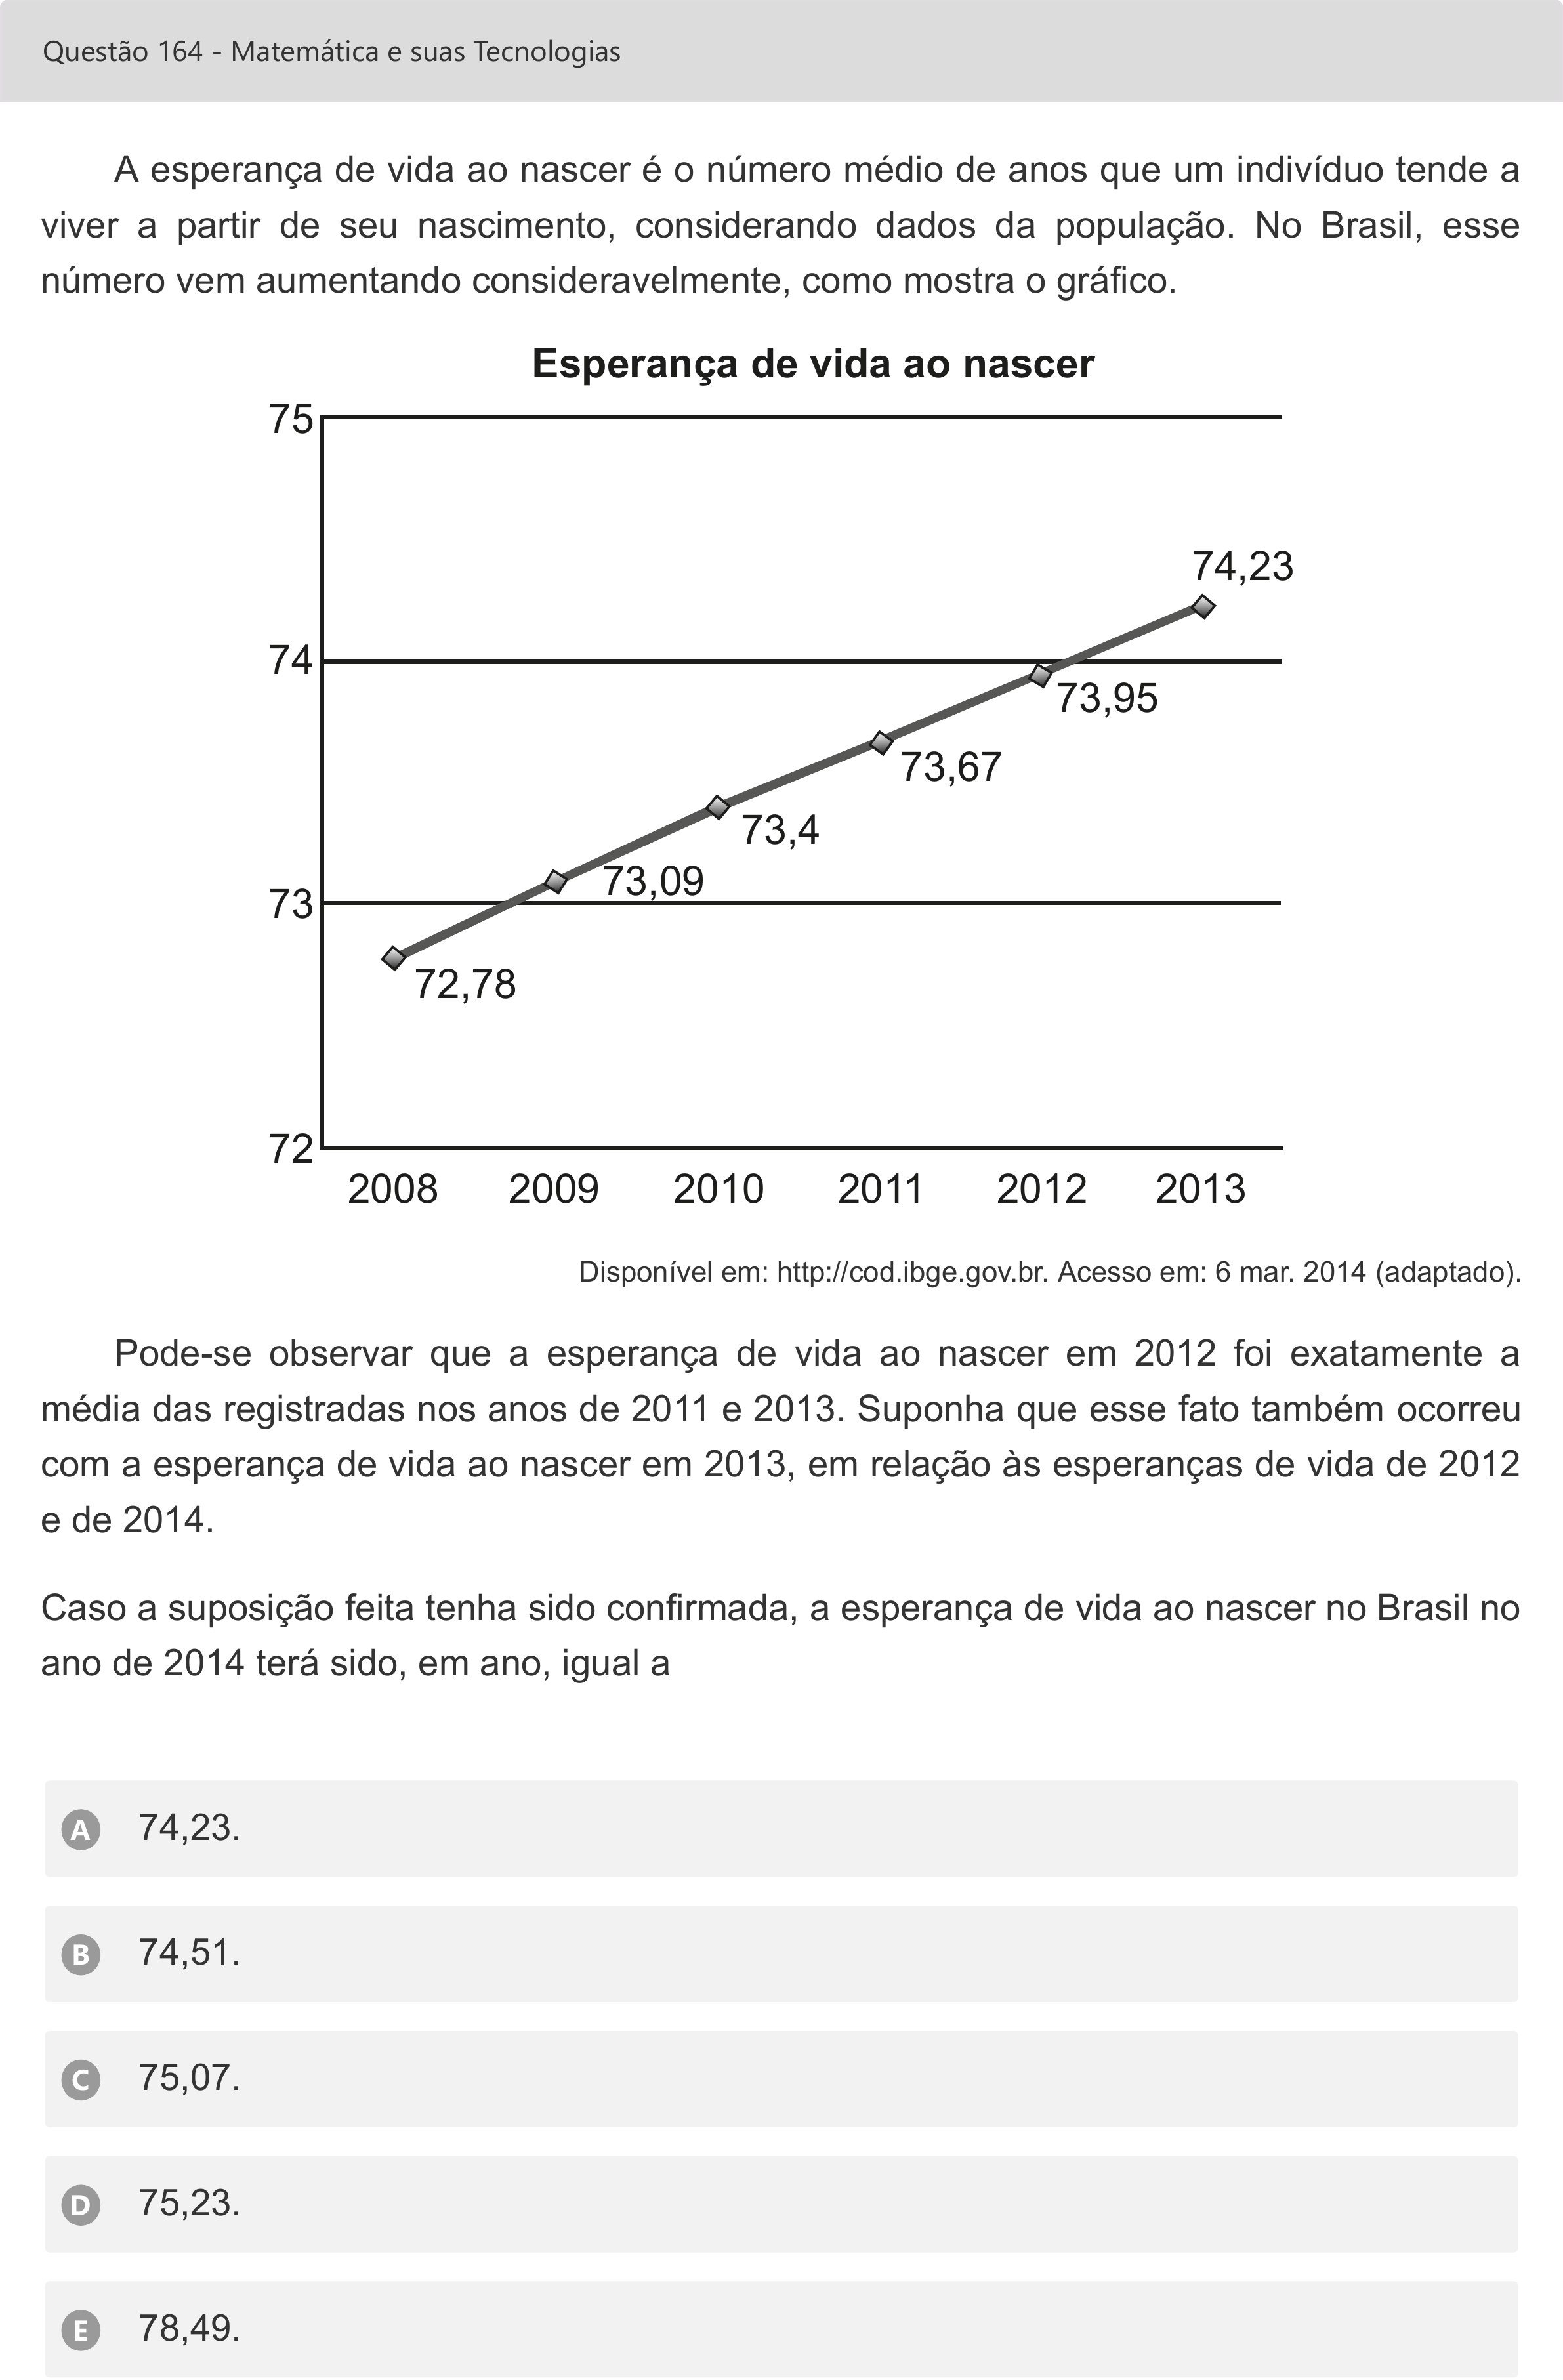 Questão 164 - Matemática e suas Tecnologias
A esperança de vida ao nascer é o número médio de anos que um indivíduo tende a
viver a partir de seu nascimento, considerando dados da população. No Brasil, esse
número vem aumentando consideravelmente, como mostra o gráfico.
Esperança de vida ao nascer
75
74,23
74
73,95
73,67
73,4
73,09
73
72,78
72
2008 2009 2010 2011 2012 2013
Disponível em: http://cod.ibge.gov.br. Acesso em: 6 mar. 2014 (adaptado).
Pode-se observar que a esperança de vida ao nascer em 2012 foi exatamente a
média das registradas nos anos de 2011 e 2013. Suponha que esse fato também ocorreu
com a esperança de vida ao nascer em 2013, em relação às esperanças de vida de 2012
e de 2014.
Caso a suposição feita tenha sido confirmada, a esperança de vida ao nascer no Brasil no
ano de 2014 terá sido, em ano, igual a
A 74,23.
B 74,51.
C 75,07.
D 75,23.
E 78,49.